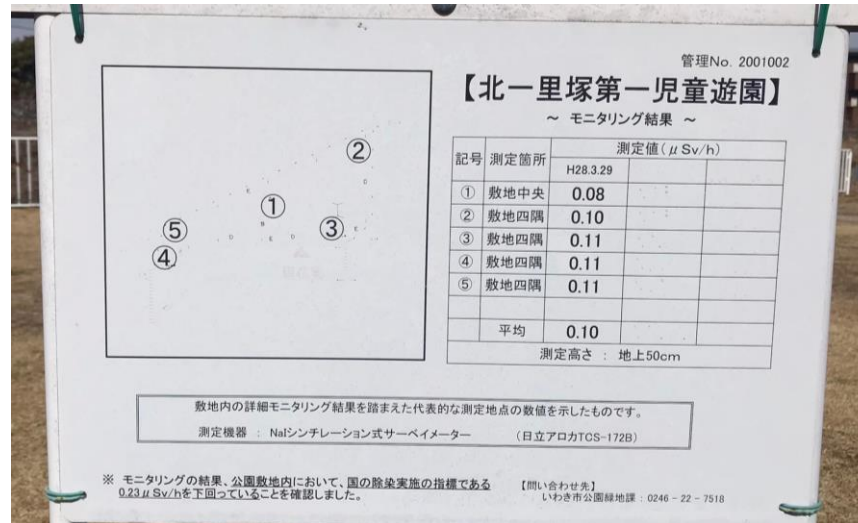 管理No. 2001002
【北一里塚第一児童遊園】
～ モニタリング結果 ～
記号 測定箇所 測定値(μSv/h)
H28.3.29
① 敷地中央 0.08
② 敷地四隅 0.10
③ 敷地四隅 0.11
④ 敷地四隅 0.11
⑤ 敷地四隅 0.11
平均 0.10
測定高さ : 地上50cm
②
①
③
⑤
④
E
D
B
D
E
D
E
敷地内の詳細モニタリング結果を踏まえた代表的な測定地点の数値を示したものです。
測定機器 : NaIシンチレーション式サーベイメーター (日立アロカTCS-172B)
※ モニタリングの結果、公園敷地内において、国の除染実施の指標である
0.23μSv/hを下回っていることを確認しました。
【問い合わせ先】
いわき市公園緑地課 : 0246 - 22 - 7518